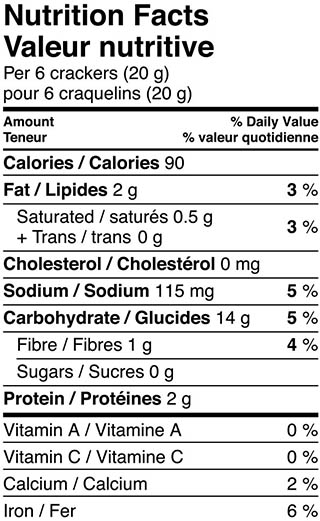 Nutrition Facts
Valeur nutritive
Per 6 crackers (20 g)
pour 6 craquelins (20 g)
Amount % Daily Value
Teneur % valeur quotidienne
Calories / Calories 90
Fat / Lipides 2 g 3 %
Saturated / saturés 0.5 g
+ Trans / trans 0 g 3 %
Cholesterol / Cholestérol 0 mg
Sodium / Sodium 115 mg 5 %
Carbohydrate / Glucides 14 g 5 %
Fibre / Fibres 1 g 4 %
Sugars / Sucres 0 g
Protein / Protéines 2 g
Vitamin A / Vitamine A 0 %
Vitamin C / Vitamine C 0 %
Calcium / Calcium 2 %
Iron / Fer 6 %